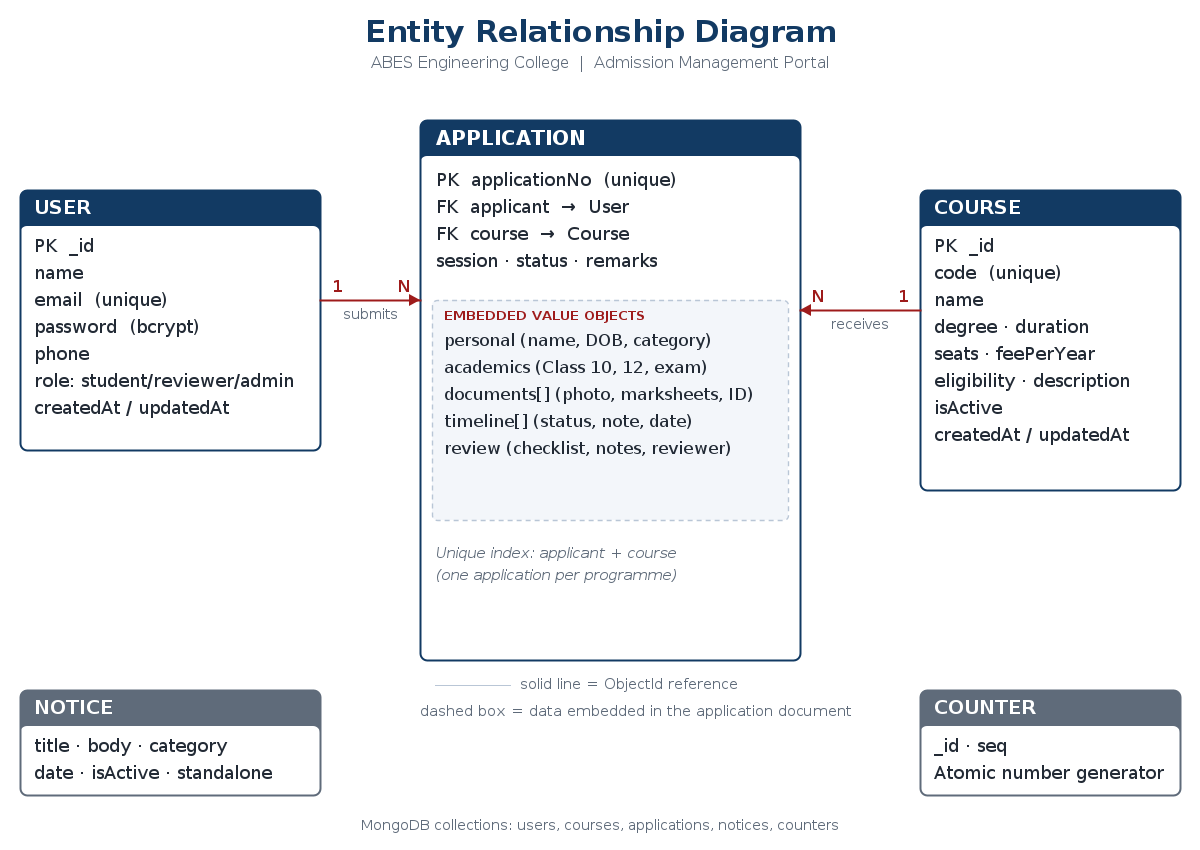 Entity Relationship Diagram
ABES Engineering College | Admission Management Portal
USER
PK _id
name
email (unique)
password (bcrypt)
phone
role: student/reviewer/admin
createdAt / updatedAt
1
N
submits
APPLICATION
PK applicationNo (unique)
FK applicant → User
FK course → Course
session · status · remarks
EMBEDDED VALUE OBJECTS
personal (name, DOB, category)
academics (Class 10, 12, exam)
documents[] (photo, marksheets, ID)
timeline[] (status, note, date)
review (checklist, notes, reviewer)
Unique index: applicant + course
(one application per programme)
N
1
receives
COURSE
PK _id
code (unique)
name
degree · duration
seats · feePerYear
eligibility · description
isActive
createdAt / updatedAt
solid line = ObjectId reference
dashed box = data embedded in the application document
NOTICE
title · body · category
date · isActive · standalone
COUNTER
_id · seq
Atomic number generator
MongoDB collections: users, courses, applications, notices, counters